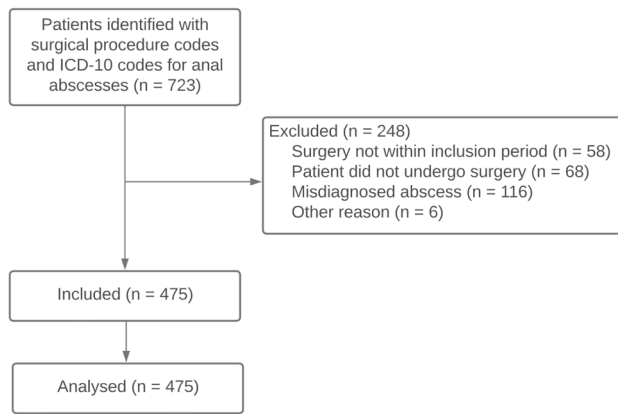 Patients identified with
surgical procedure codes
and ICD-10 codes for anal
abscesses (n = 723)
Excluded (n = 248)
Surgery not within inclusion period (n = 58)
Patient did not undergo surgery (n = 68)
Misdiagnosed abscess (n = 116)
Other reason (n = 6)
Included (n = 475)
Analysed (n = 475)